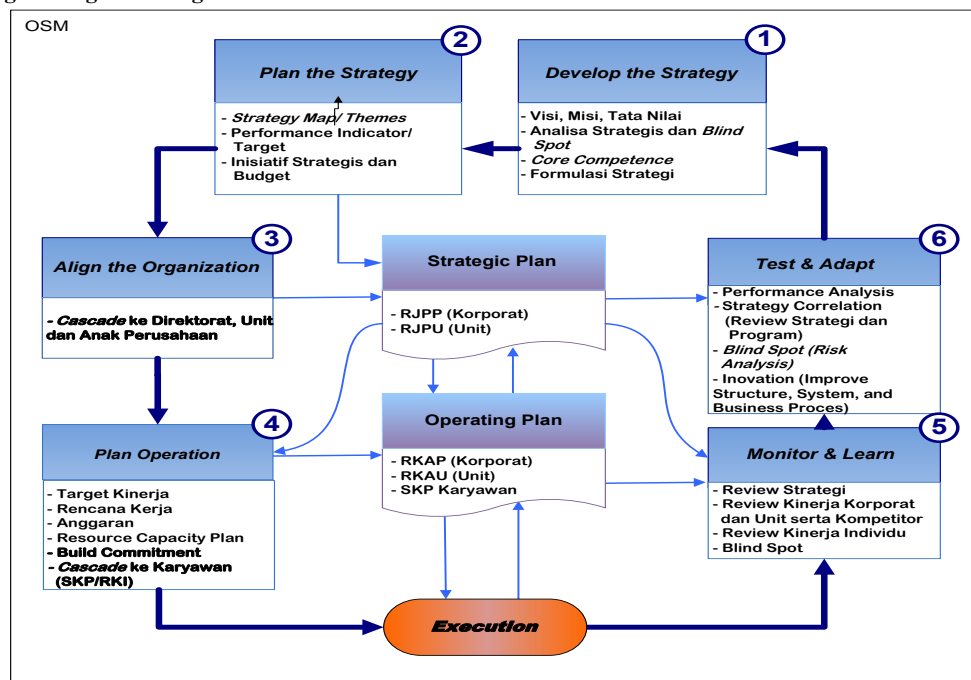 OSM
2
Plan the Strategy
- Strategy Map/ Themes
- Performance Indicator/
Target
- Inisiatif Strategis dan
Budget
1
Develop the Strategy
- Visi, Misi, Tata Nilai
- Analisa Strategis dan Blind
Spot
- Core Competence
- Formulasi Strategi
3
Align the Organization
- Cascade ke Direktorat, Unit
dan Anak Perusahaan
Strategic Plan
- RJPP (Korporat)
- RJPU (Unit)
6
Test & Adapt
- Performance Analysis
- Strategy Correlation
(Review Strategi dan
Program)
- Blind Spot (Risk
Analysis)
- Inovation (Improve
Structure, System, and
Business Proces)
4
Plan Operation
- Target Kinerja
- Rencana Kerja
- Anggaran
- Resource Capacity Plan
- Build Commitment
- Cascade ke Karyawan
(SKP/RKI)
Operating Plan
- RKAP (Korporat)
- RKAU (Unit)
- SKP Karyawan
5
Monitor & Learn
- Review Strategi
- Review Kinerja Korporat
dan Unit serta Kompetitor
- Review Kinerja Individu
- Blind Spot
Execution